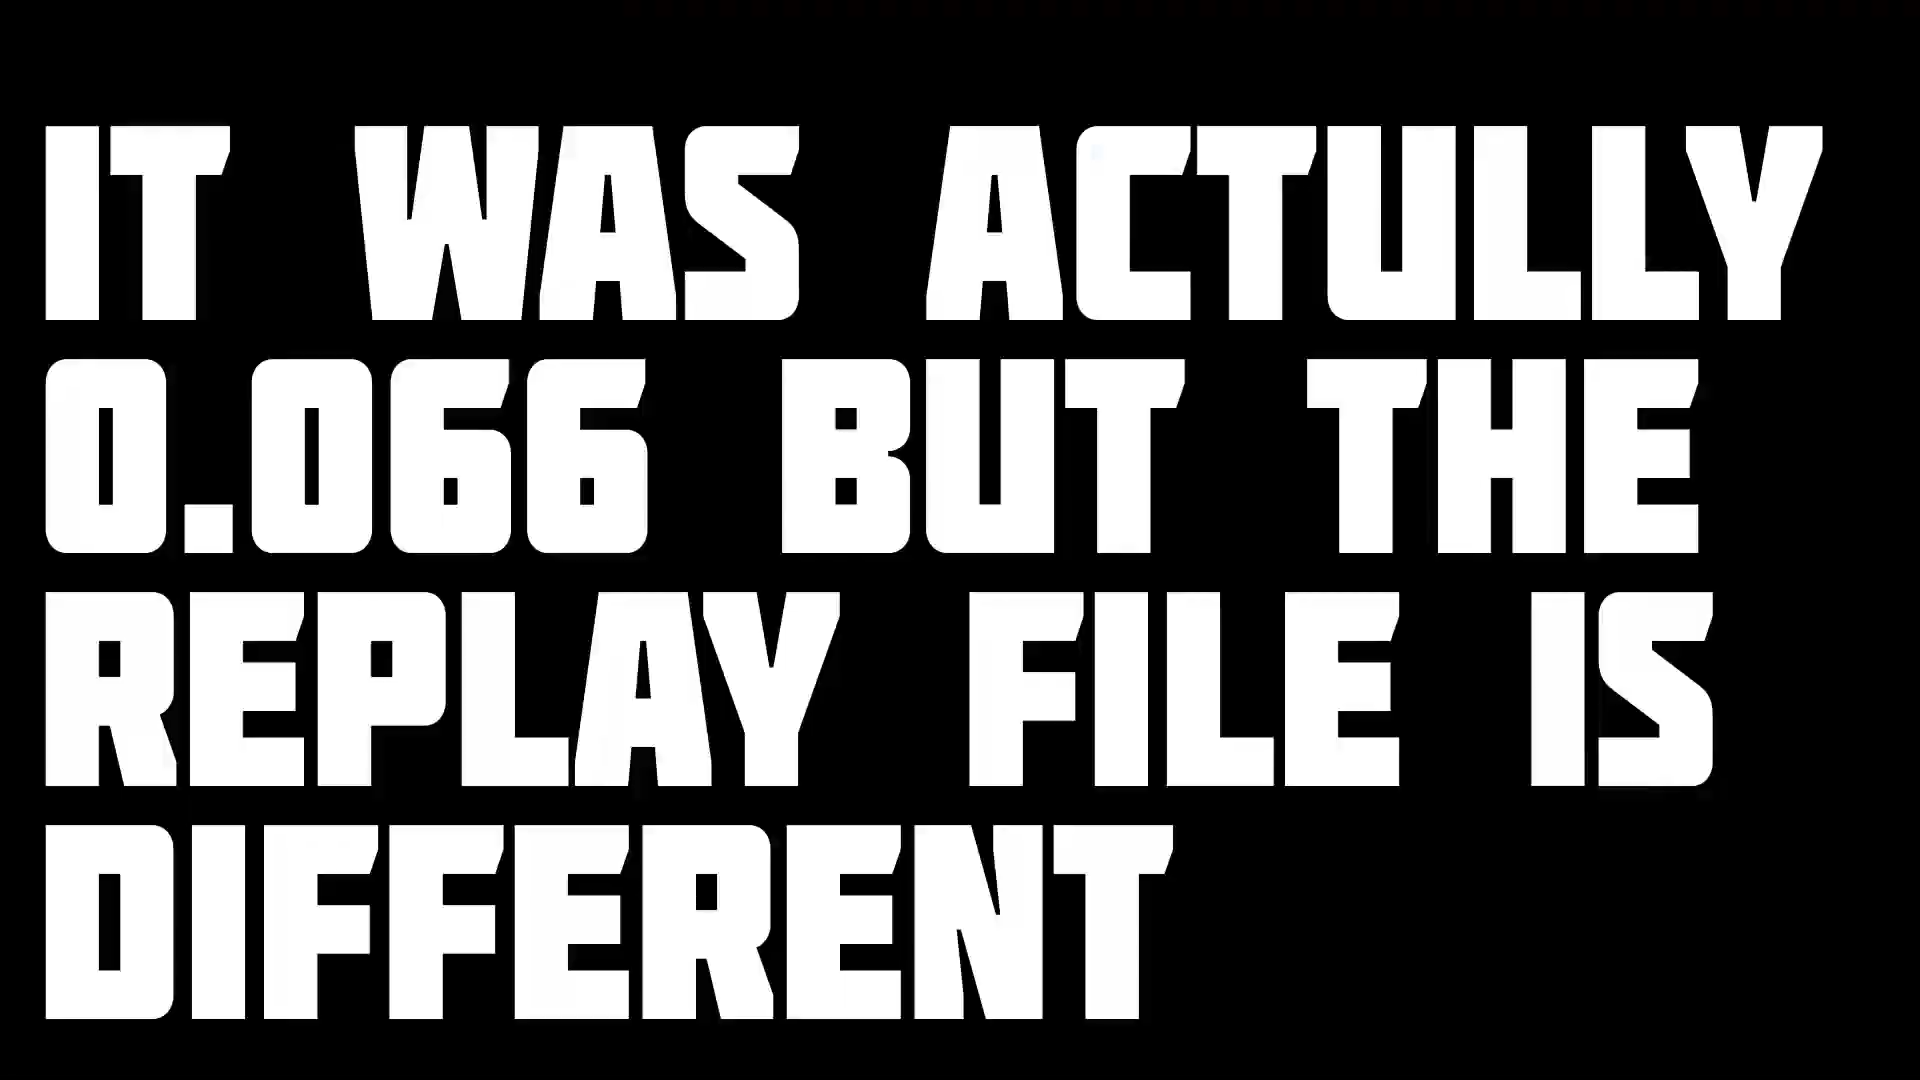 IT WAS ACTULLY
0.066 BUT THE
REPLAY FILE IS
DIFFERENT